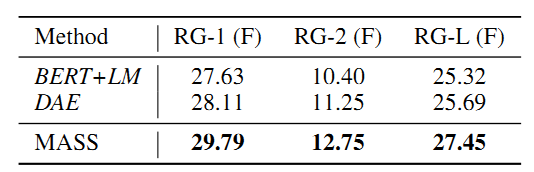 Method RG-1 (F) RG-2 (F) RG-L (F)
BERT+LM 27.63 10.40 25.32
DAE 28.11 11.25 25.69
MASS 29.79 12.75 27.45